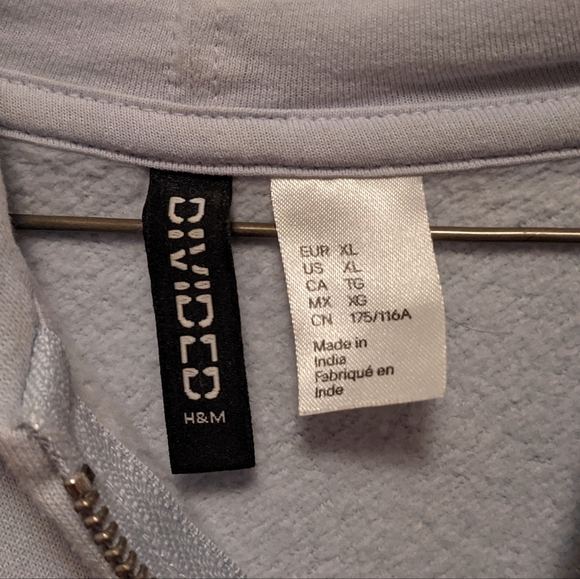 DIVIDED
H&M
EUR XL
US XL
CA TG
MX XG
CN 175/116A
Made in
India
Fabriqué en
Inde